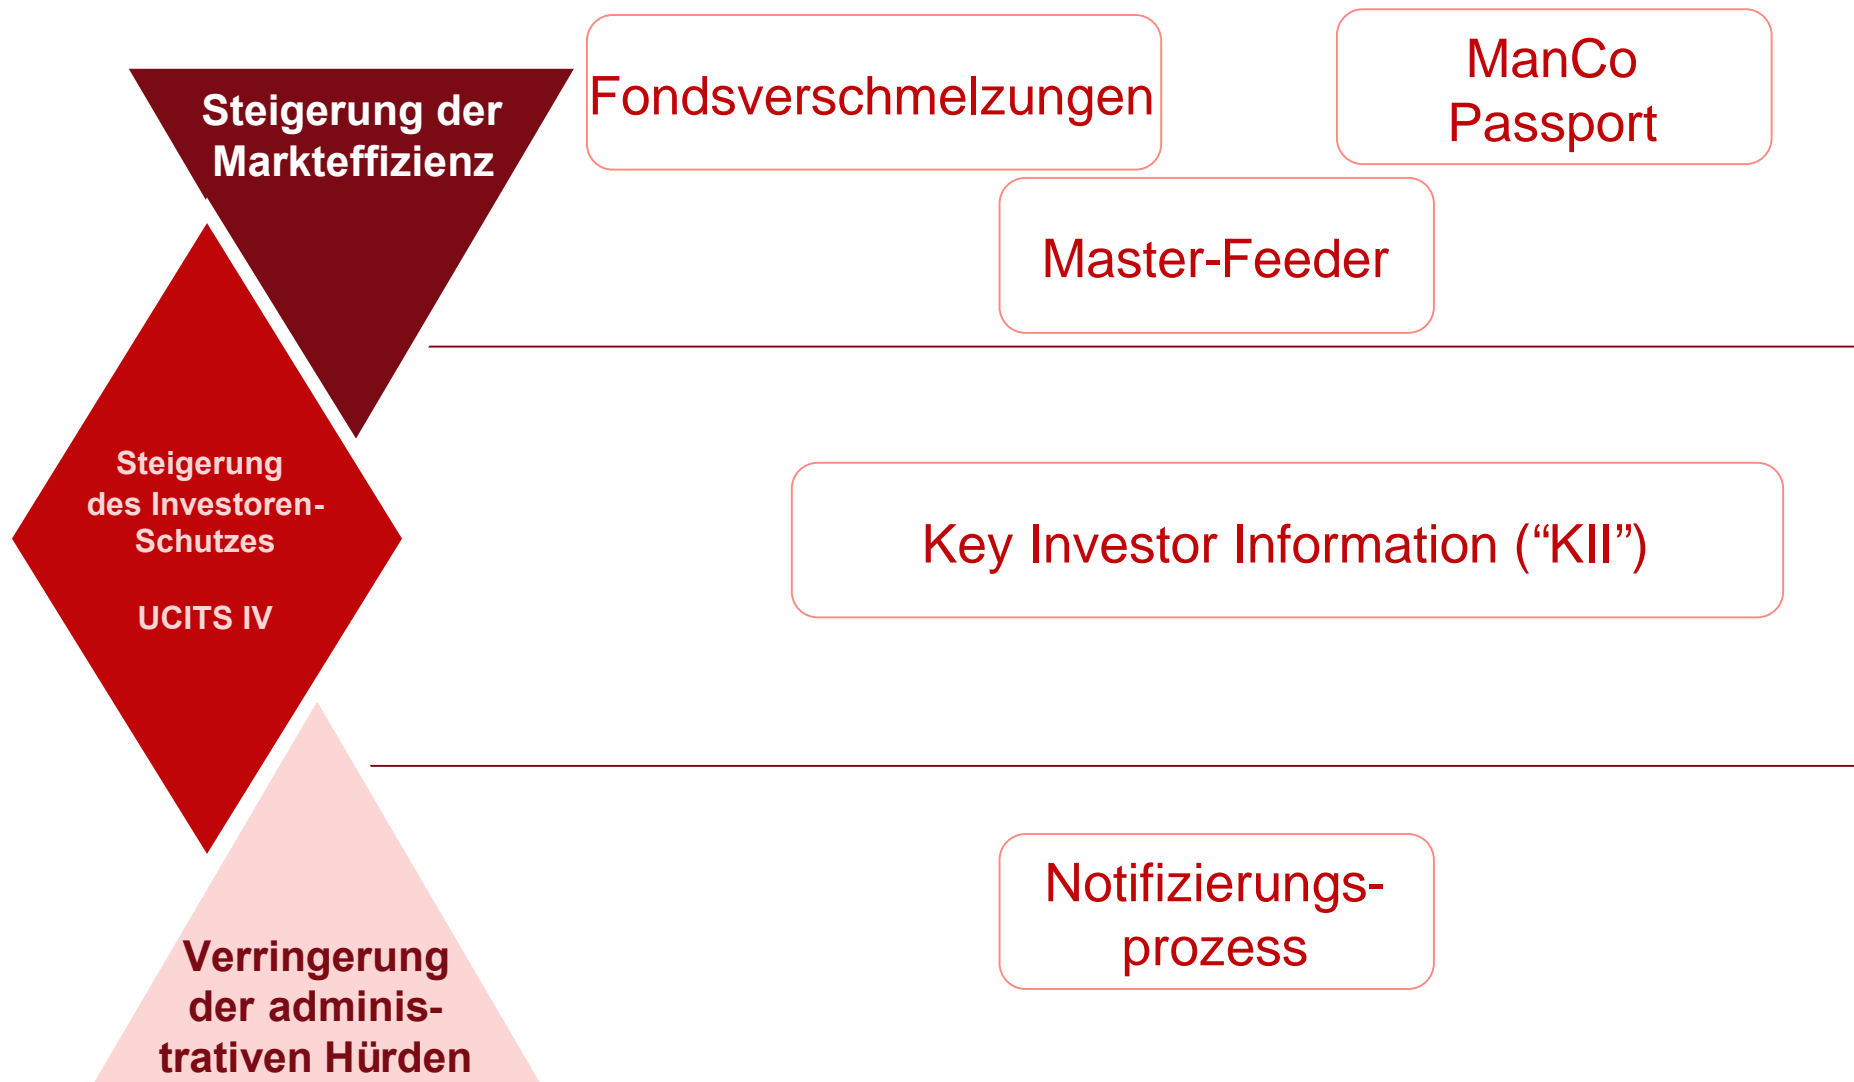 Steigerung der
Markteffizienz
Fondsverschmelzungen
ManCo
Passport
Master-Feeder
Steigerung
des Investoren-
Schutzes
UCITS IV
Key Investor Information (“KII”)
Verringerung
der adminis-
trativen Hürden
Notifizierungs-
prozess